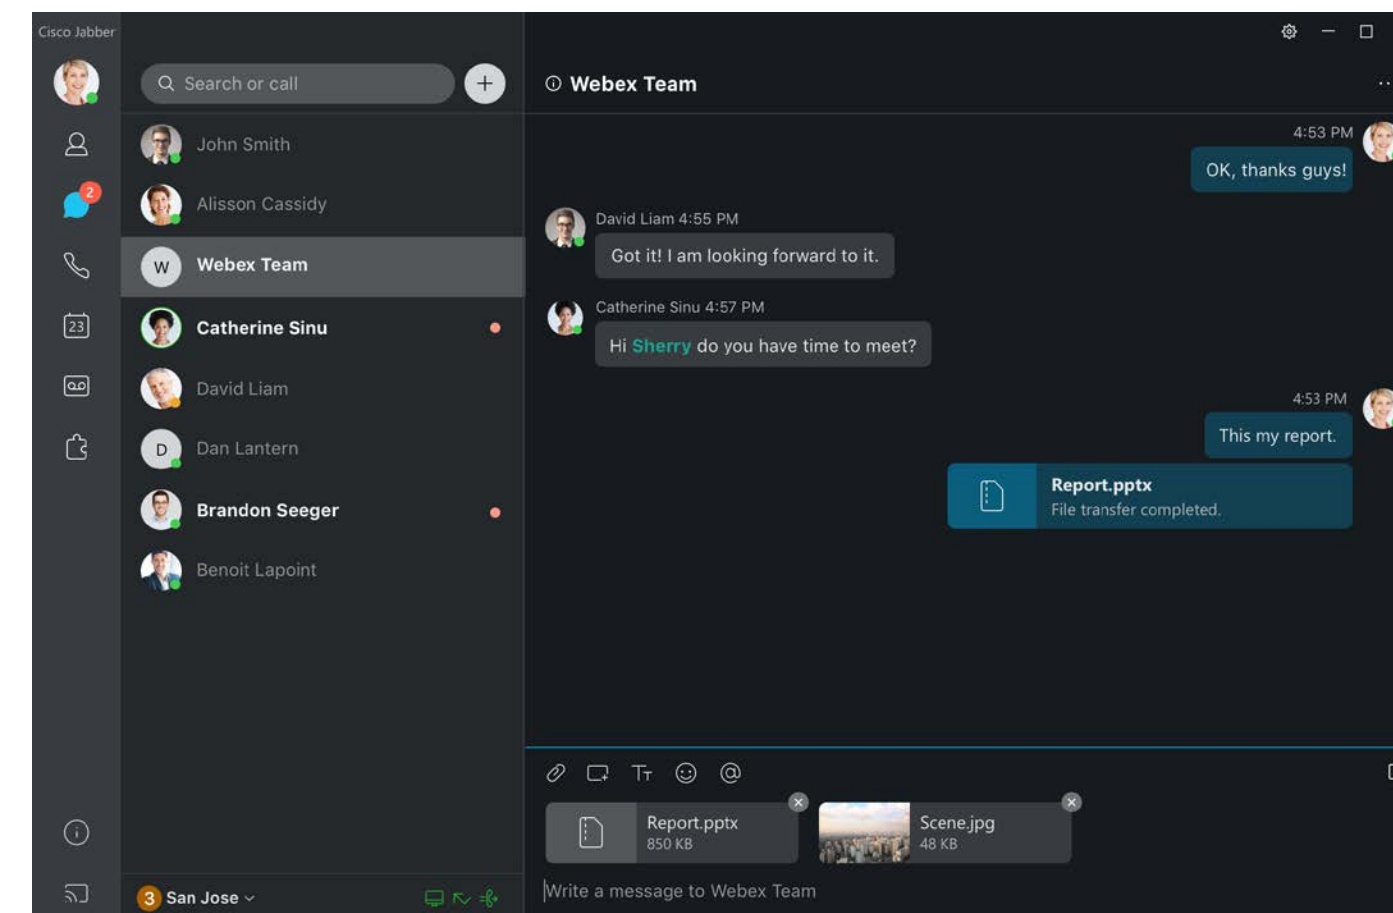 Cisco Jabber
Search or call
2
23
John Smith
Alisson Cassidy
W Webex Team
Catherine Sinu
David Liam
D Dan Lantern
Brandon Seeger
Benoit Lapoint
3 San Jose
Webex Team
4:53 PM
OK, thanks guys!
David Liam 4:55 PM
Got it! I am looking forward to it.
Catherine Sinu 4:57 PM
Hi Sherry do you have time to meet?
4:53 PM
This my report.
Report.pptx
File transfer completed.
Report.pptx
850 KB
Scene.jpg
48 KB
Write a message to Webex Team